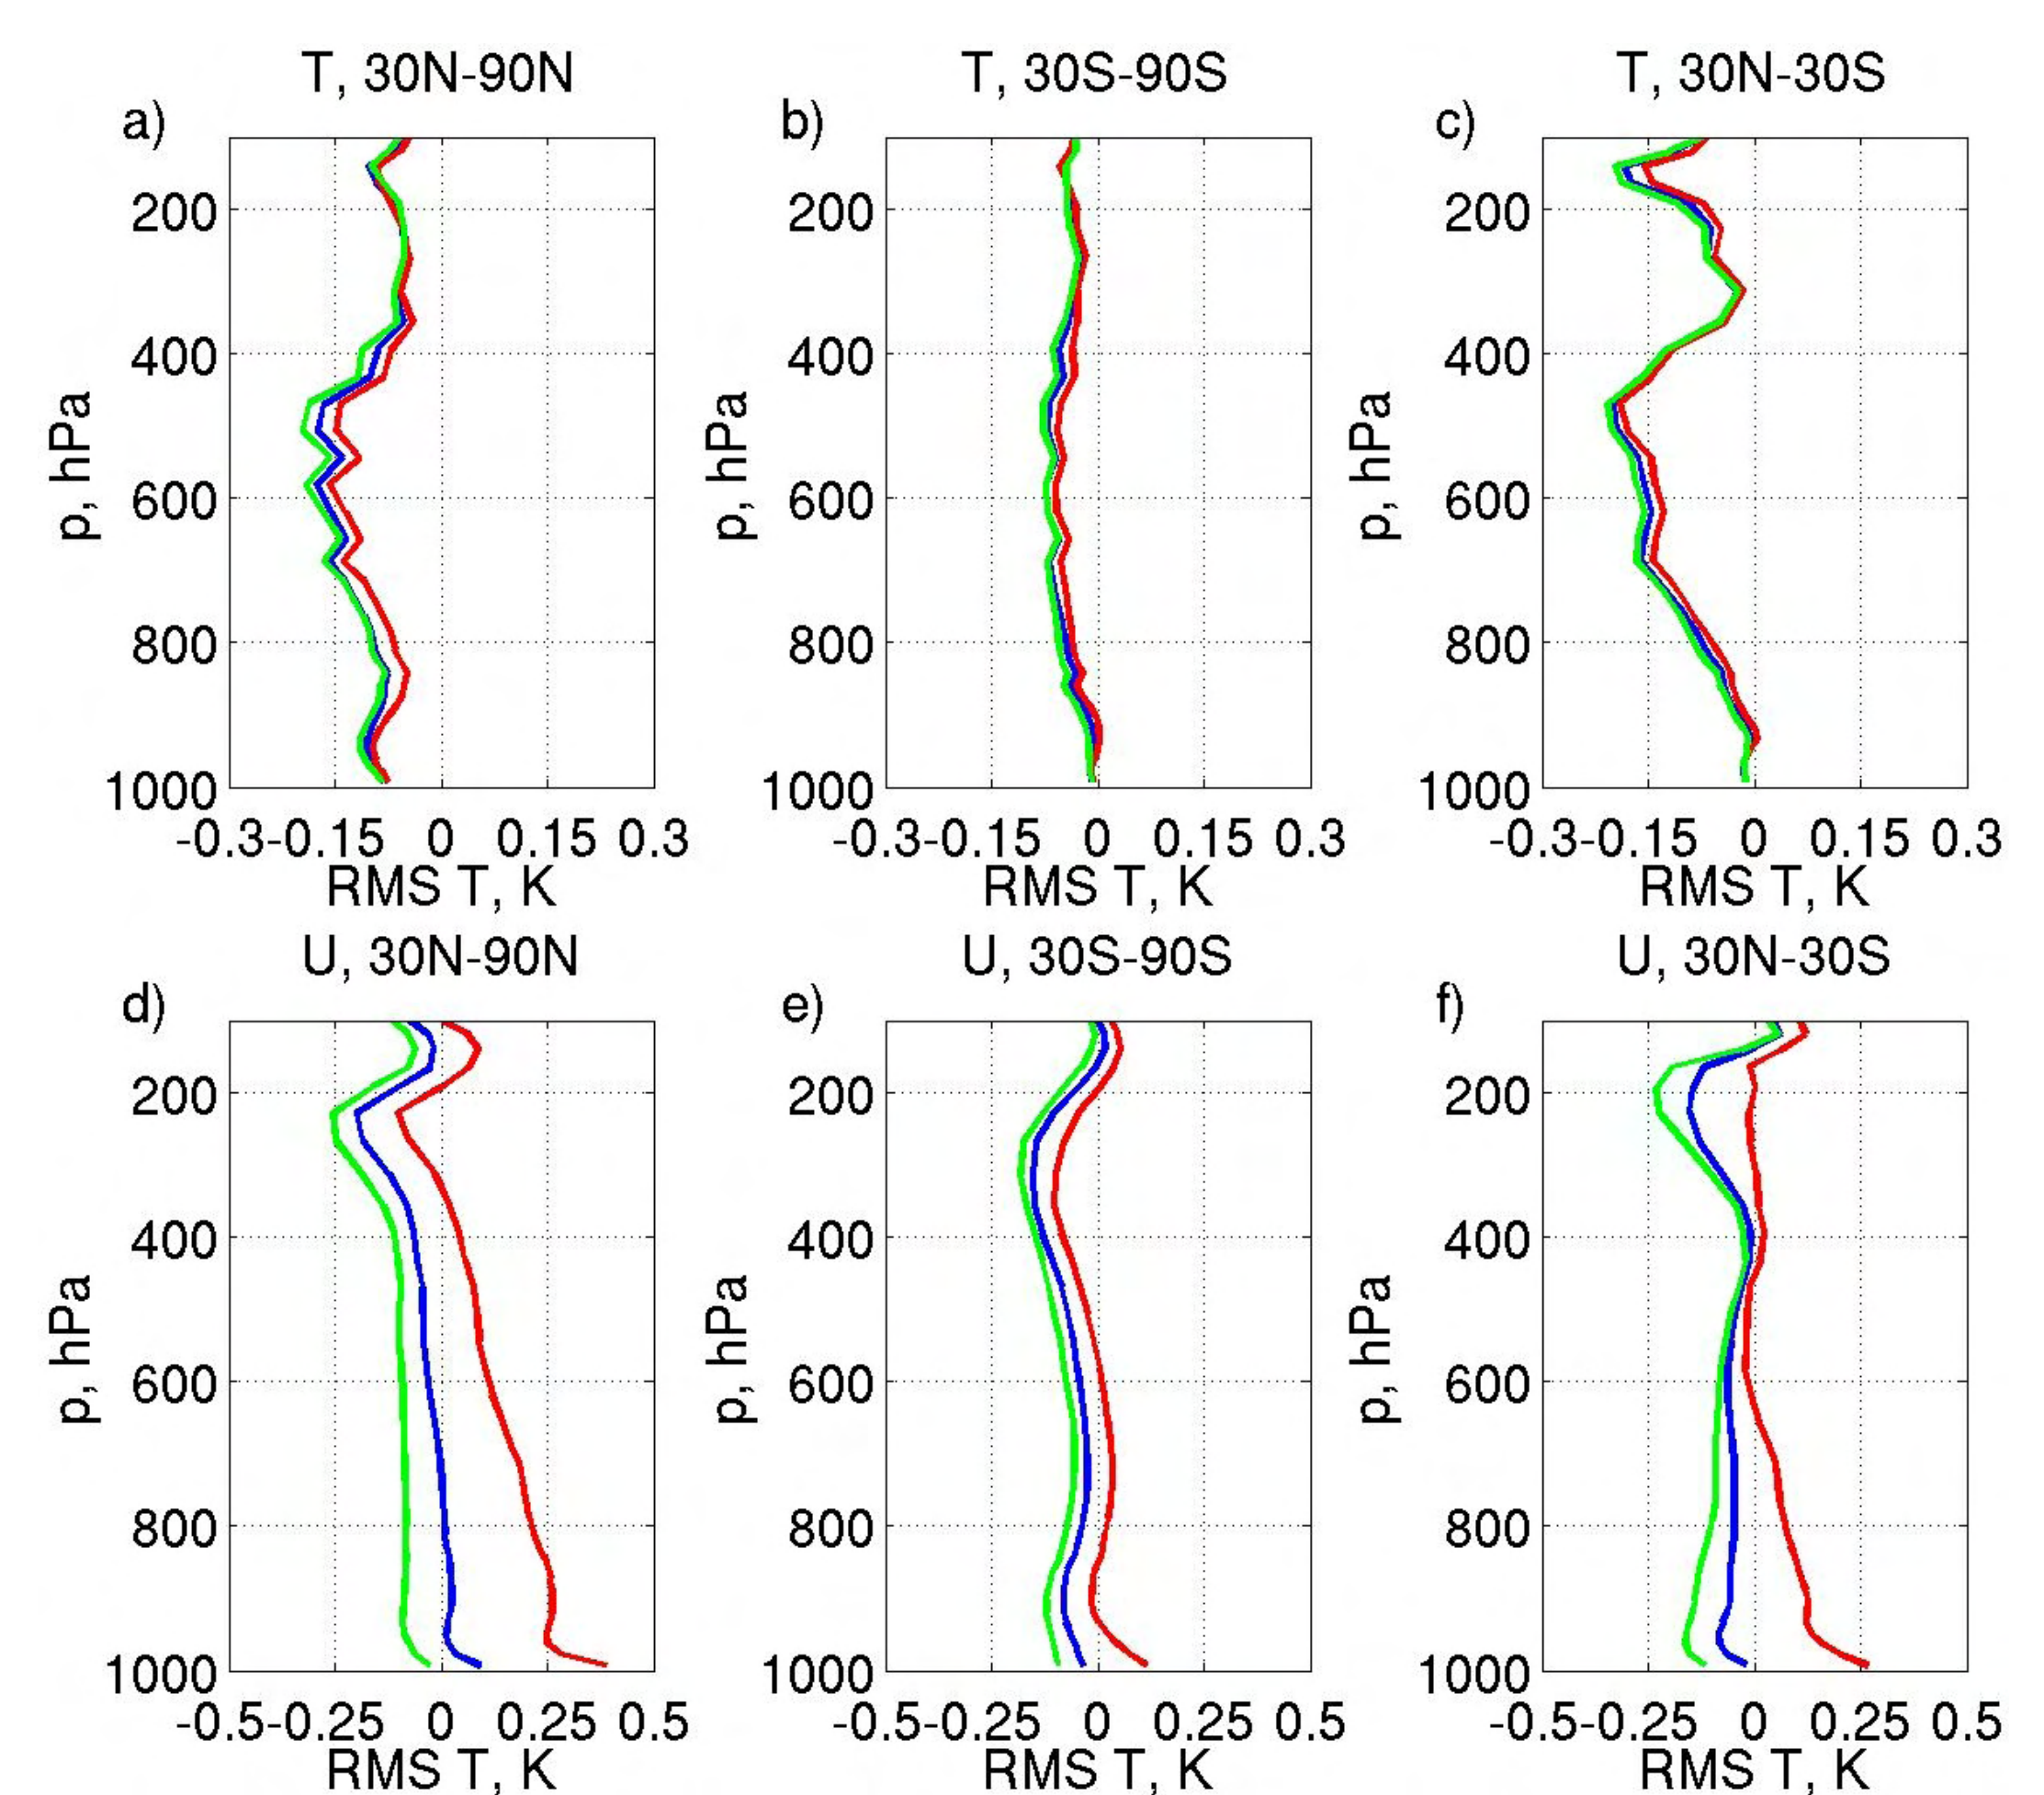 T, 30N-90N
T, 30S-90S
T, 30N-30S
a)
b)
c)
200
400
600
800
1000
p, hPa
-0.3-0.15 0 0.15 0.3
RMS T, K
200
400
600
800
1000
p, hPa
-0.3-0.15 0 0.15 0.3
RMS T, K
200
400
600
800
1000
p, hPa
-0.3-0.15 0 0.15 0.3
RMS T, K
U, 30N-90N
U, 30S-90S
U, 30N-30S
d)
e)
f)
200
400
600
800
1000
p, hPa
-0.5-0.25 0 0.25 0.5
RMS T, K
200
400
600
800
1000
p, hPa
-0.5-0.25 0 0.25 0.5
RMS T, K
200
400
600
800
1000
p, hPa
-0.5-0.25 0 0.25 0.5
RMS T, K